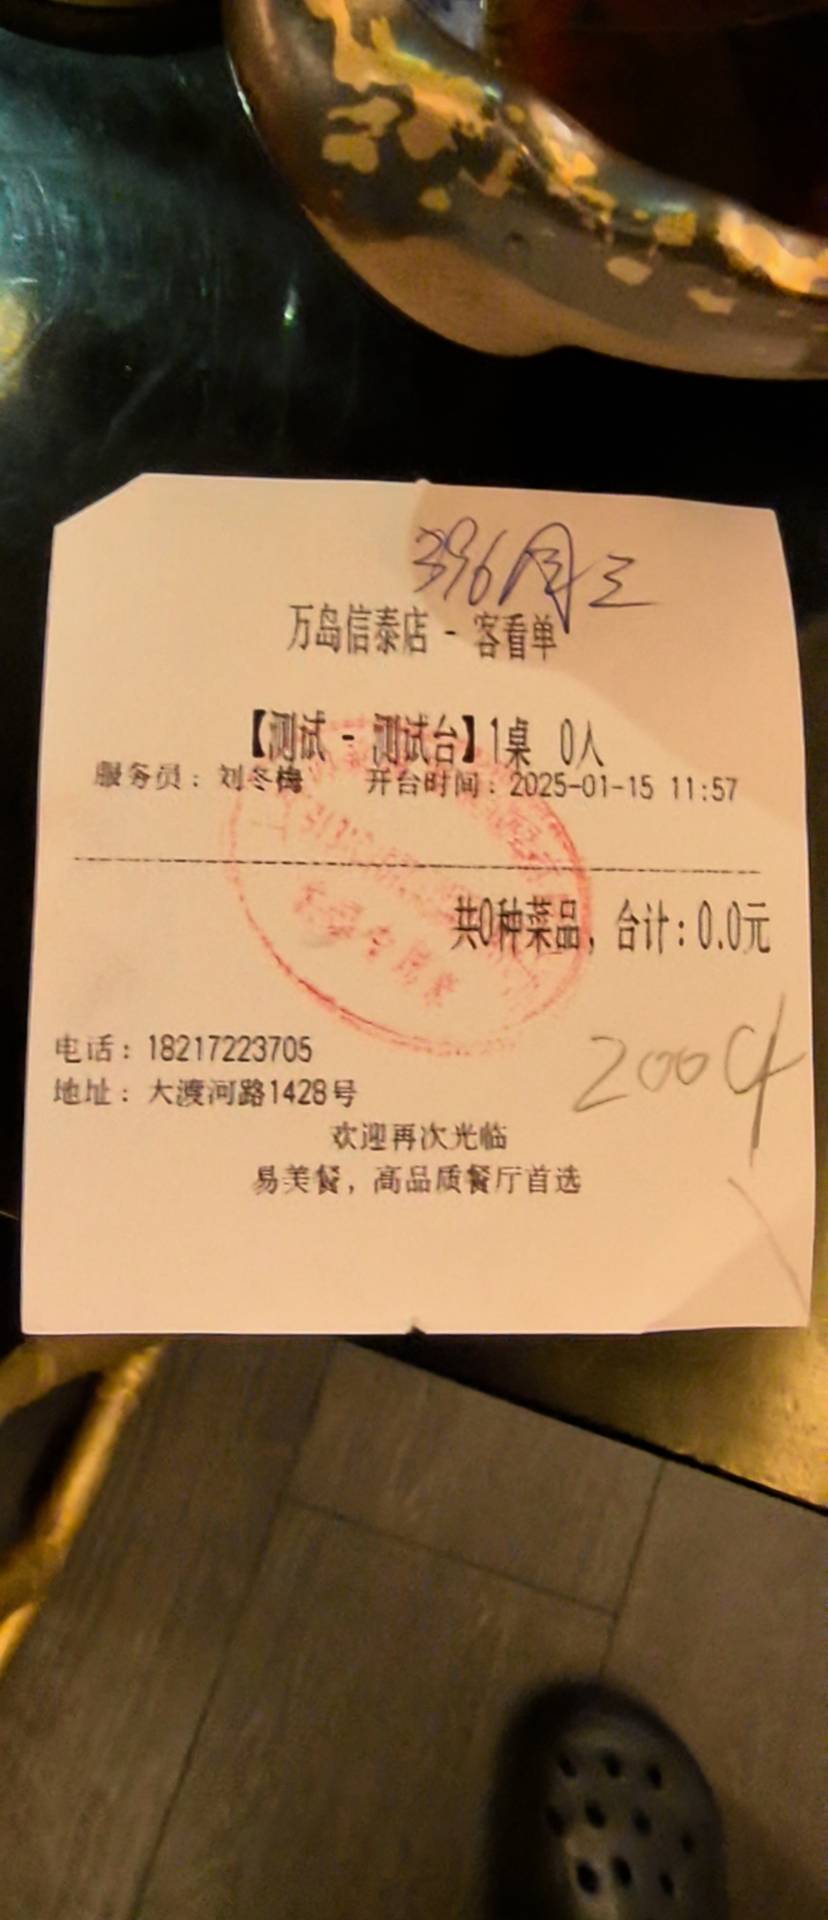 396周三
万岛信泰店 - 客看单
【测试 - 测试台】1桌 0人
服务员：刘冬梅 开台时间：2025-01-15 11:57
共0种菜品，合计：0.0元
2004
电话：18217223705
地址：大渡河路1428号
欢迎再次光临
易美餐，高品质餐厅首选